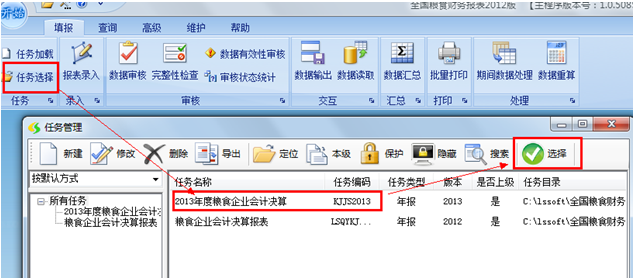 全国粮食财务报表2012版 【主程序版本号：1.0.508
开始 填报 查询 高级 维护 帮助
任务加载 报表录入 数据审核 完整性检查 数据有效性审核 数据输出 数据读取 数据汇总 批量打印 期间数据处理 数据重算
任务选择 审核状态统计
任务 录入 审核 交互 汇总 打印 处理
任务管理
新建 修改 删除 导出 定位 本级 保护 隐藏 搜索 选择
按默认方式 任务名称 任务编码 任务类型 版本 是否上级 任务目录
所有任务 2013年度粮食企业会计决算 KJJS2013 年报 2013 是 C:\lssoft\全国粮食财务
2013年度粮食企业会计
粮食企业会计决算报表 粮食企业会计决算报表 LSQYKJ... 年报 2012 是 C:\lssoft\全国粮食财务